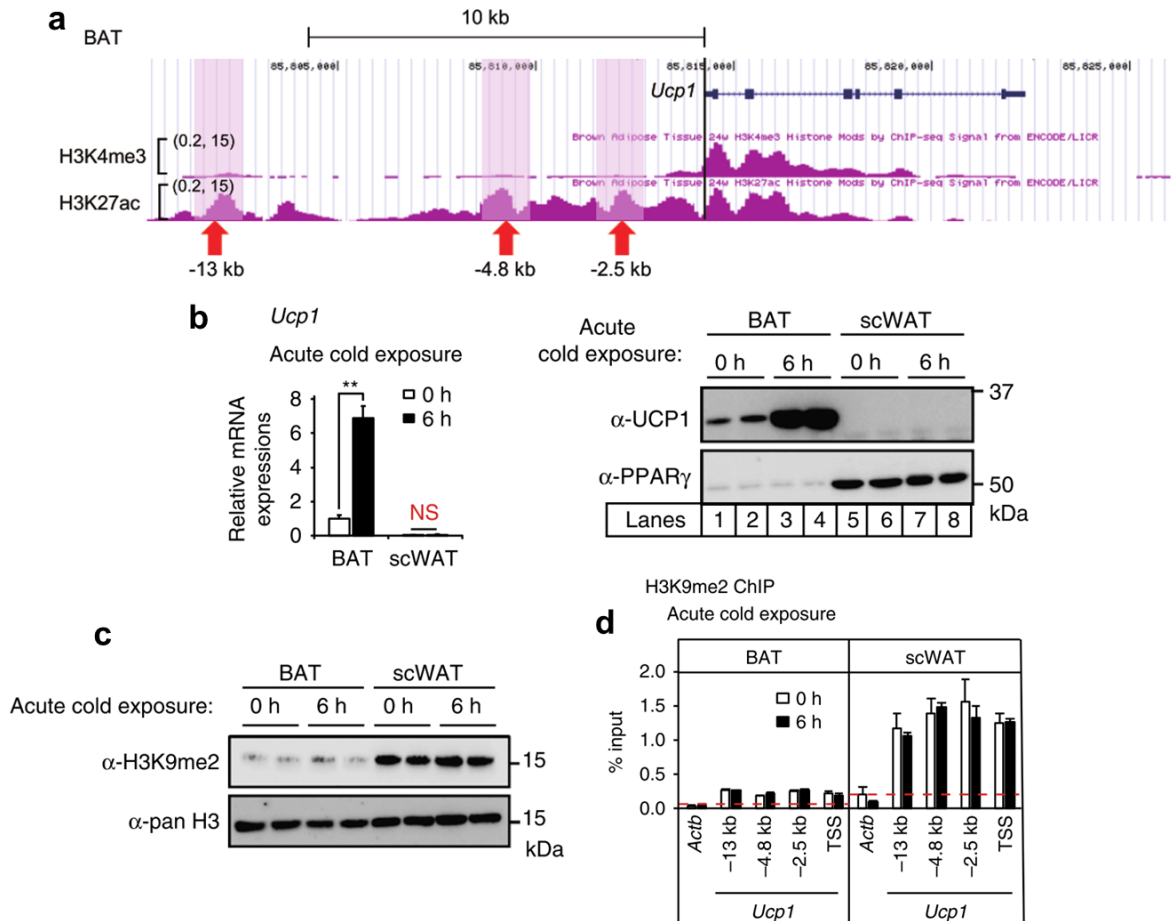 a
BAT
10 kb
85,805,000|
85,810,000|
85,815,000|
85,820,000|
85,825,000|
Ucp1
Brown Adipose Tissue 24w H3K4me3 Histone Mods by ChIP-seq Signal from ENCODE/LICR
H3K4me3
(0.2, 15)
Brown Adipose Tissue 24w H3K27ac Histone Mods by ChIP-seq Signal from ENCODE/LICR
H3K27ac
(0.2, 15)
-13 kb
-4.8 kb
-2.5 kb
b
Ucp1
Acute cold exposure
Relative mRNA
expressions
8
6
4
2
0
**
0 h
6 h
NS
BAT
scWAT
Acute
cold exposure:
BAT
scWAT
0 h
6 h
0 h
6 h
α-UCP1
37
α-PPARγ
50
kDa
Lanes 1 2 3 4 5 6 7 8
c
BAT
scWAT
Acute cold exposure:
0 h
6 h
0 h
6 h
α-H3K9me2
15
α-pan H3
15
kDa
d
H3K9me2 ChIP
Acute cold exposure
BAT
scWAT
% input
2.0
1.5
1.0
0.5
0.0
0 h
6 h
Actb
−13 kb
−4.8 kb
−2.5 kb
TSS
Actb
−13 kb
−4.8 kb
−2.5 kb
TSS
Ucp1
Ucp1